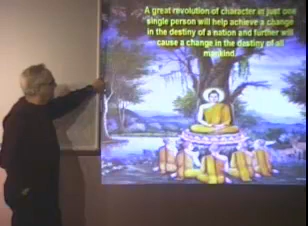 A great revolution of character in just one
single person will help achieve a change
in the destiny of a nation and further will
cause a change in the destiny of all
mankind.